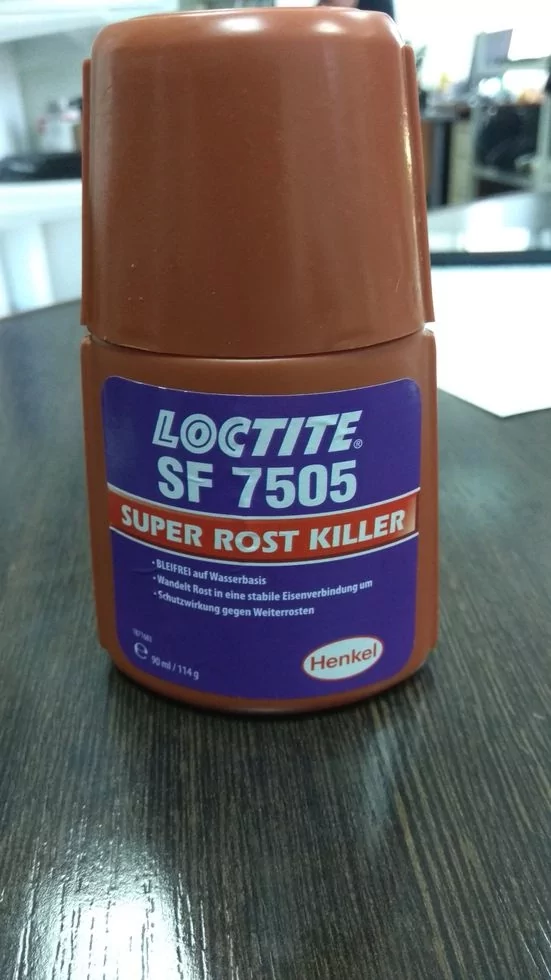 LOCTITE®
SF 7505
SUPER ROST KILLER
· BLEIFREI auf Wasserbasis
· Wandelt Rost in eine stabile Eisenverbindung um
· Schutzwirkung gegen Weiterrosten
℮ 90 ml / 114 g
Henkel